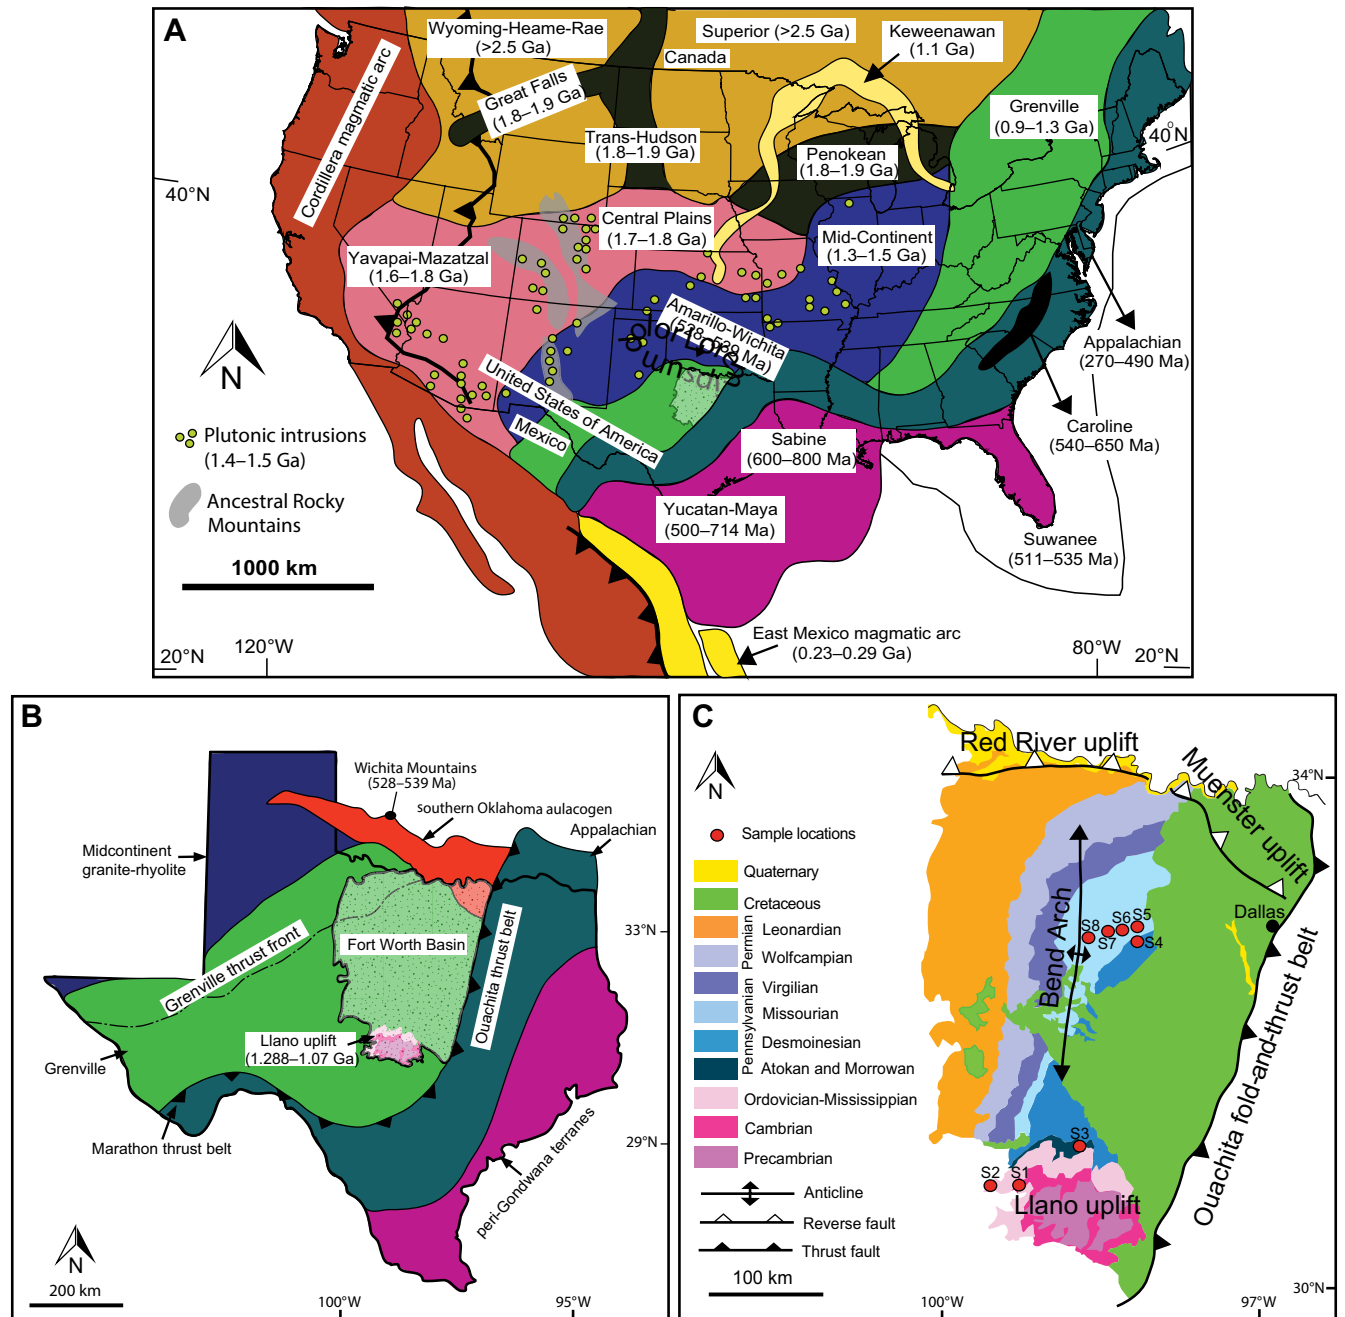 A
Wyoming-Heame-Rae
(>2.5 Ga)
Superior (>2.5 Ga)
Keweenawan
(1.1 Ga)
Canada
Cordillera magmatic arc
Great Falls
(1.8–1.9 Ga)
Grenville
(0.9–1.3 Ga)
40°N
Trans-Hudson
(1.8–1.9 Ga)
Penokean
(1.8–1.9 Ga)
40°N
Central Plains
(1.7–1.8 Ga)
Mid-Continent
(1.3–1.5 Ga)
Yavapai-Mazatzal
(1.6–1.8 Ga)
Amarillo-Wichita
(528–539 Ma)
Appalachian
(270–490 Ma)
N
United States of America
Mexico
Caroline
(540–650 Ma)
Plutonic intrusions
(1.4–1.5 Ga)
Sabine
(600–800 Ma)
Ancestral Rocky
Mountains
Yucatan-Maya
(500–714 Ma)
Suwanee
(511–535 Ma)
1000 km
East Mexico magmatic arc
(0.23–0.29 Ga)
20°N
120°W
80°W
20°N
B
Wichita Mountains
(528–539 Ma)
southern Oklahoma aulacogen
Appalachian
Midcontinent
granite-rhyolite
33°N
Fort Worth Basin
Grenville thrust front
Ouachita thrust belt
Llano uplift
(1.288–1.07 Ga)
Grenville
Marathon thrust belt
29°N
peri-Gondwana terranes
N
200 km
100°W
95°W
C
Red River uplift
Muenster uplift
34°N
N
Sample locations
Quaternary
Cretaceous
Leonardian
Wolfcampian
Permian
Virgilian
Missourian
Desmoinesian
Atokan and Morrowan
Pennsylvanian
Ordovician-Mississippian
Cambrian
Precambrian
Anticline
Reverse fault
Thrust fault
100 km
Bend Arch
Dallas
S8
S7
S6
S5
S4
S3
S2
S1
Llano uplift
Ouachita fold-and-thrust belt
100°W
97°W
30°N